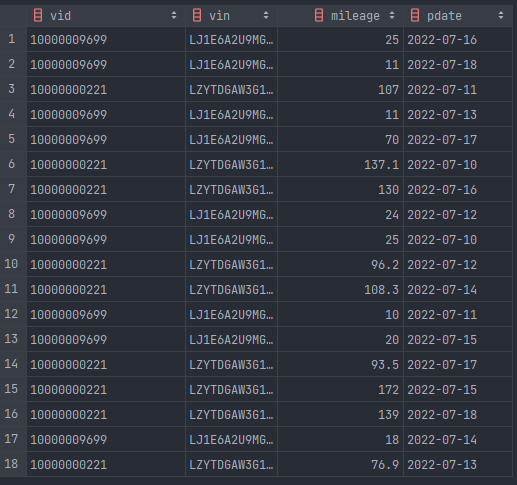 vid vin mileage pdate
1 10000009699 LJ1E6A2U9MG… 25 2022-07-16
2 10000009699 LJ1E6A2U9MG… 11 2022-07-18
3 10000000221 LZYTDGAW3G1… 107 2022-07-11
4 10000009699 LJ1E6A2U9MG… 11 2022-07-13
5 10000009699 LJ1E6A2U9MG… 70 2022-07-17
6 10000000221 LZYTDGAW3G1… 137.1 2022-07-10
7 10000000221 LZYTDGAW3G1… 130 2022-07-16
8 10000009699 LJ1E6A2U9MG… 24 2022-07-12
9 10000009699 LJ1E6A2U9MG… 25 2022-07-10
10 10000000221 LZYTDGAW3G1… 96.2 2022-07-12
11 10000000221 LZYTDGAW3G1… 108.3 2022-07-14
12 10000009699 LJ1E6A2U9MG… 10 2022-07-11
13 10000009699 LJ1E6A2U9MG… 20 2022-07-15
14 10000000221 LZYTDGAW3G1… 93.5 2022-07-17
15 10000000221 LZYTDGAW3G1… 172 2022-07-15
16 10000000221 LZYTDGAW3G1… 139 2022-07-18
17 10000009699 LJ1E6A2U9MG… 18 2022-07-14
18 10000000221 LZYTDGAW3G1… 76.9 2022-07-13